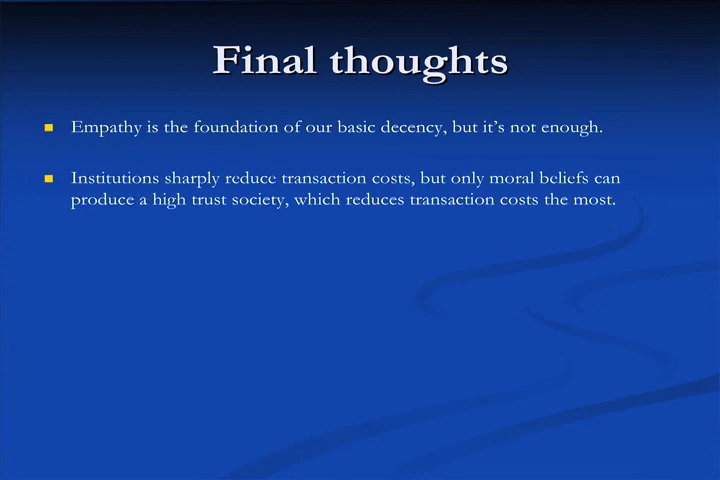 Final thoughts
Empathy is the foundation of our basic decency, but it’s not enough.
Institutions sharply reduce transaction costs, but only moral beliefs can
produce a high trust society, which reduces transaction costs the most.